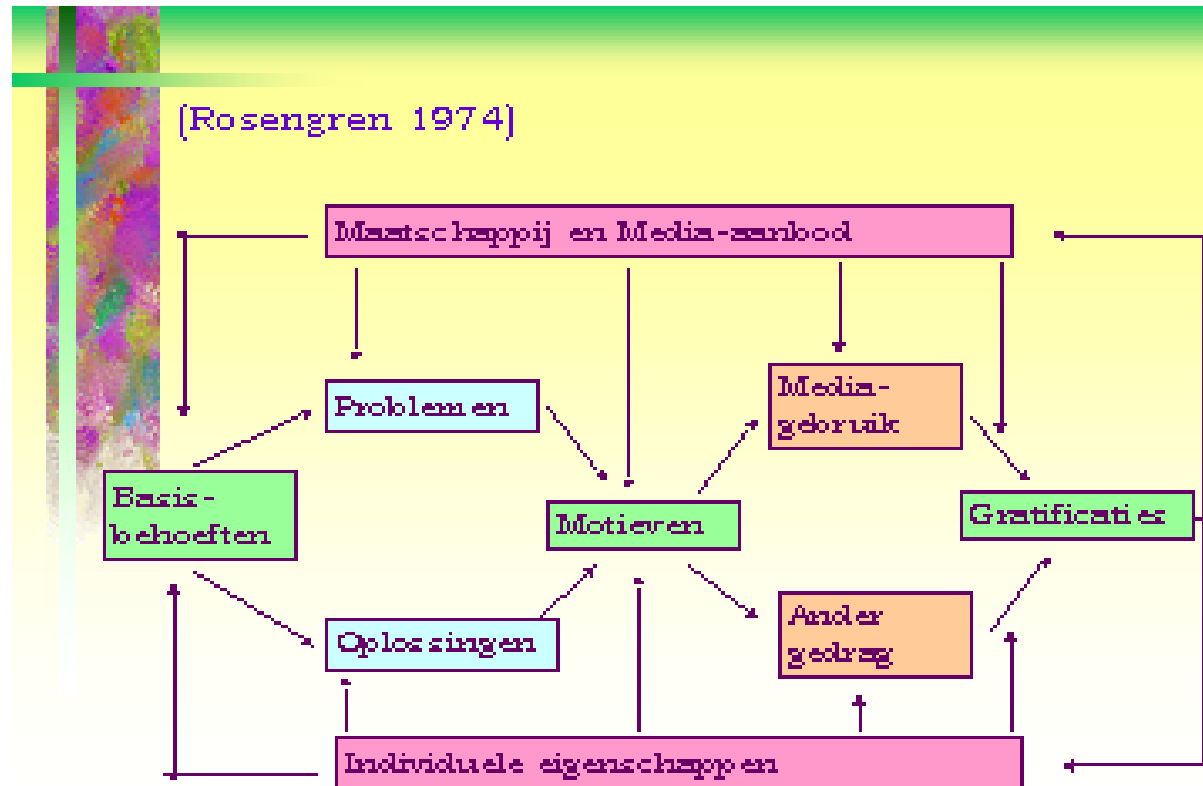 (Rosengren 1974)
Maatschappij en Media-aanbod
Problemen
Media-
gebruik
Basis-
behoeften
Motieven
Gratificaties
Oplossingen
Ander
gedrag
Individuele eigenschappen